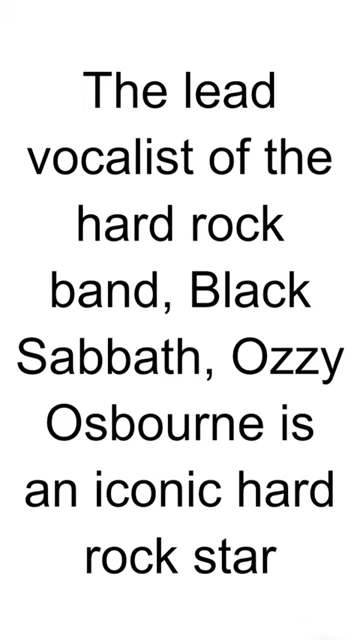 The lead
vocalist of the
hard rock
band, Black
Sabbath, Ozzy
Osbourne is
an iconic hard
rock star